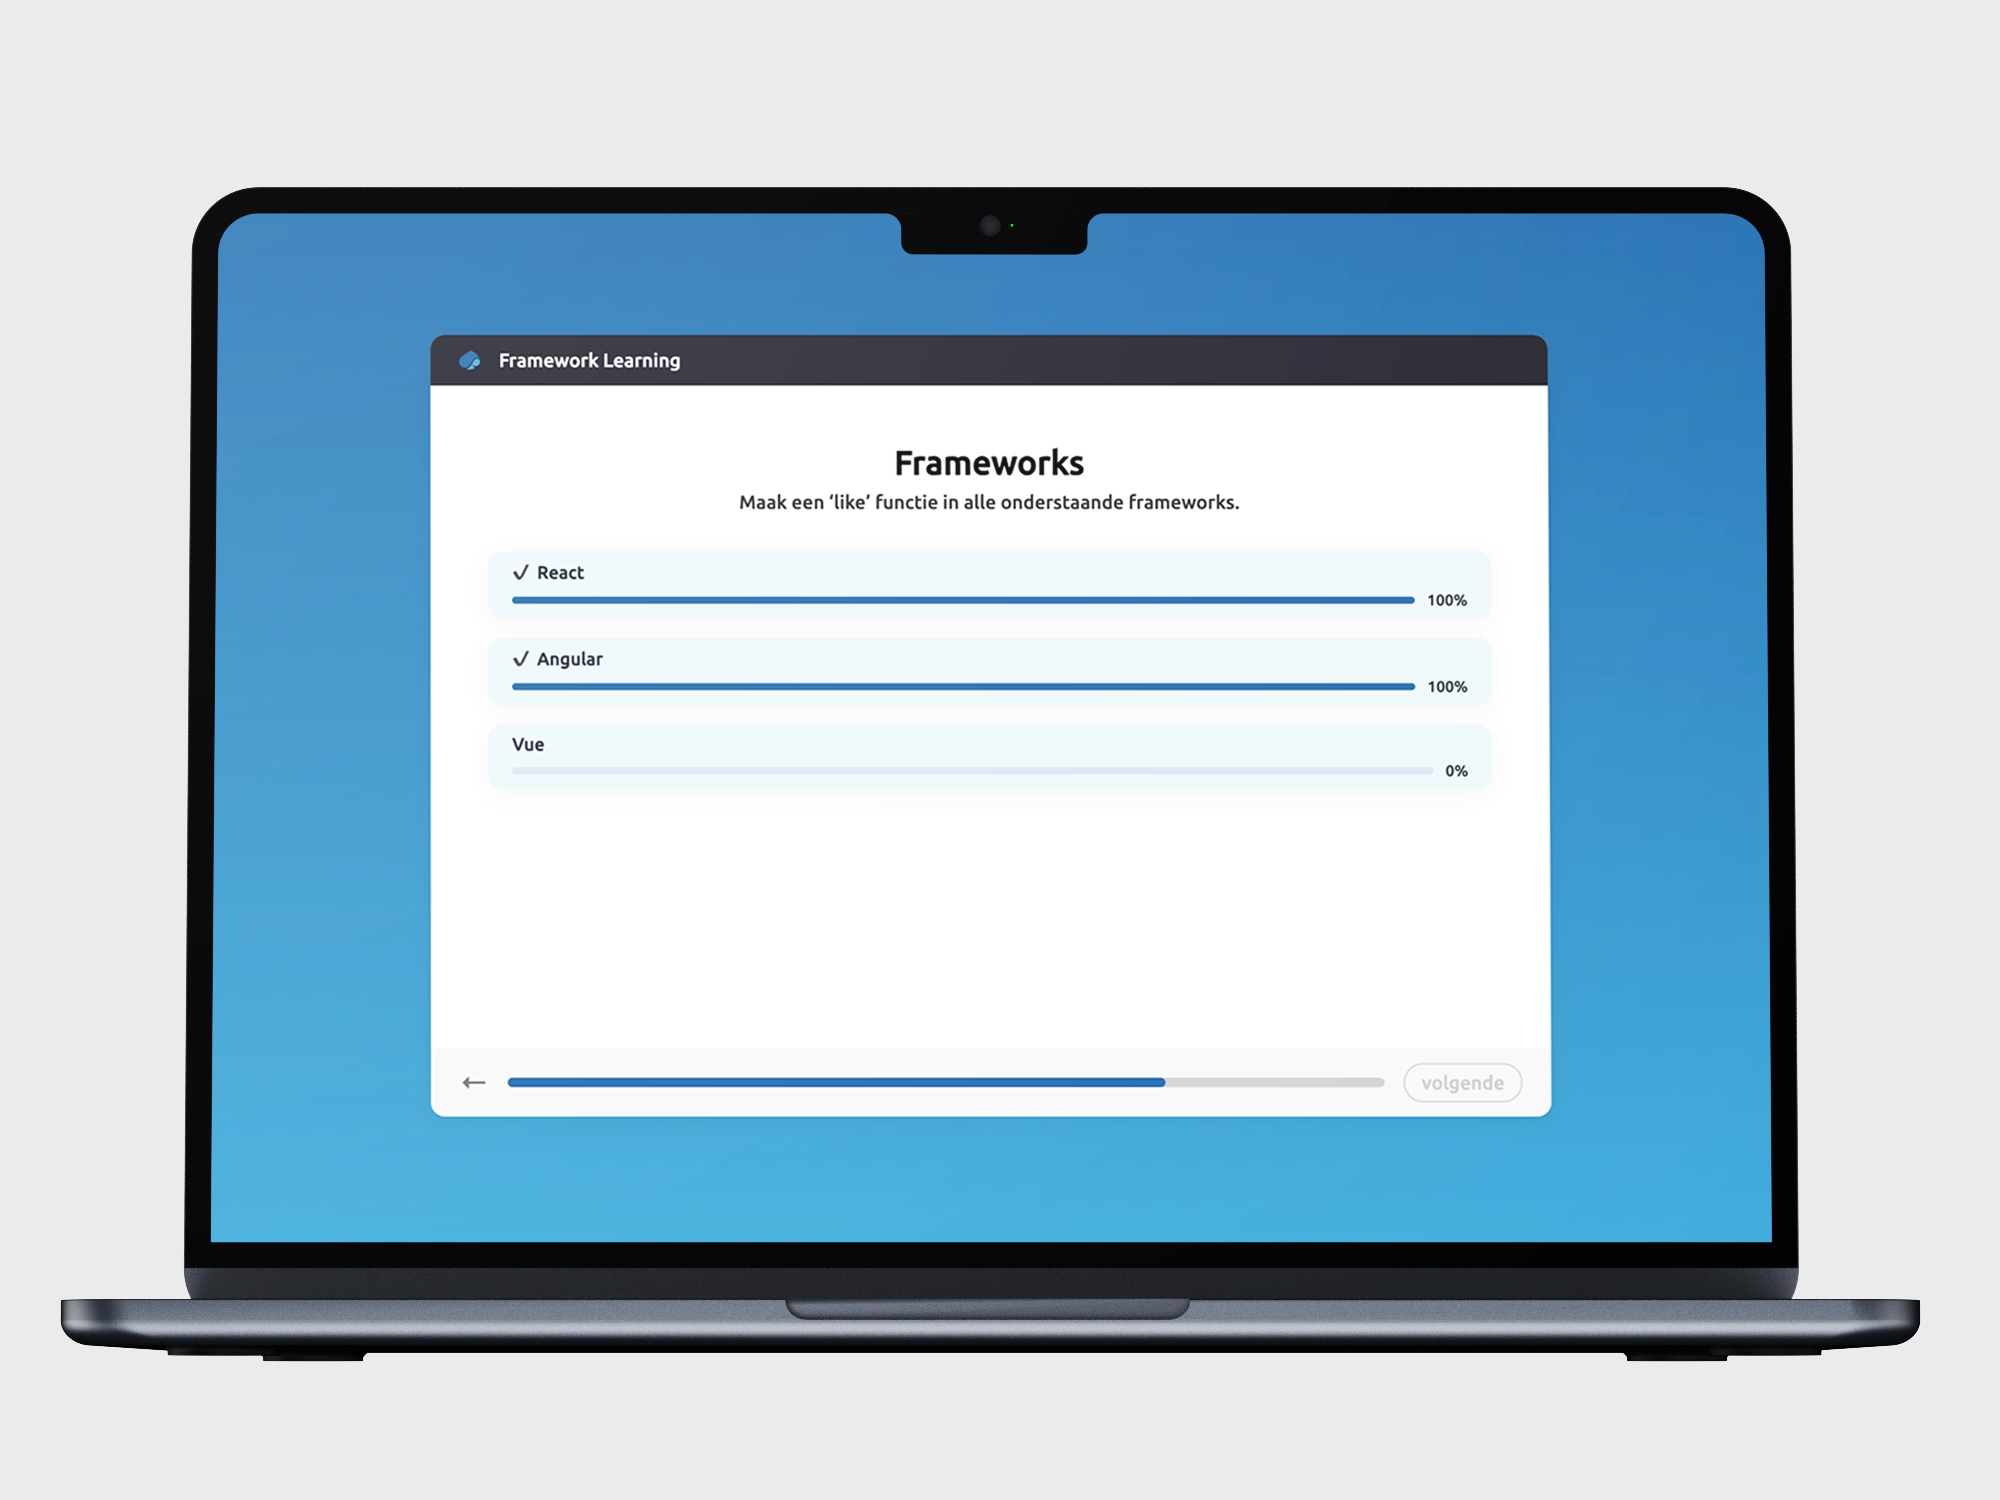 Framework Learning
Frameworks
Maak een ‘like’ functie in alle onderstaande frameworks.
✓ React
100%
✓ Angular
100%
Vue
0%
volgende